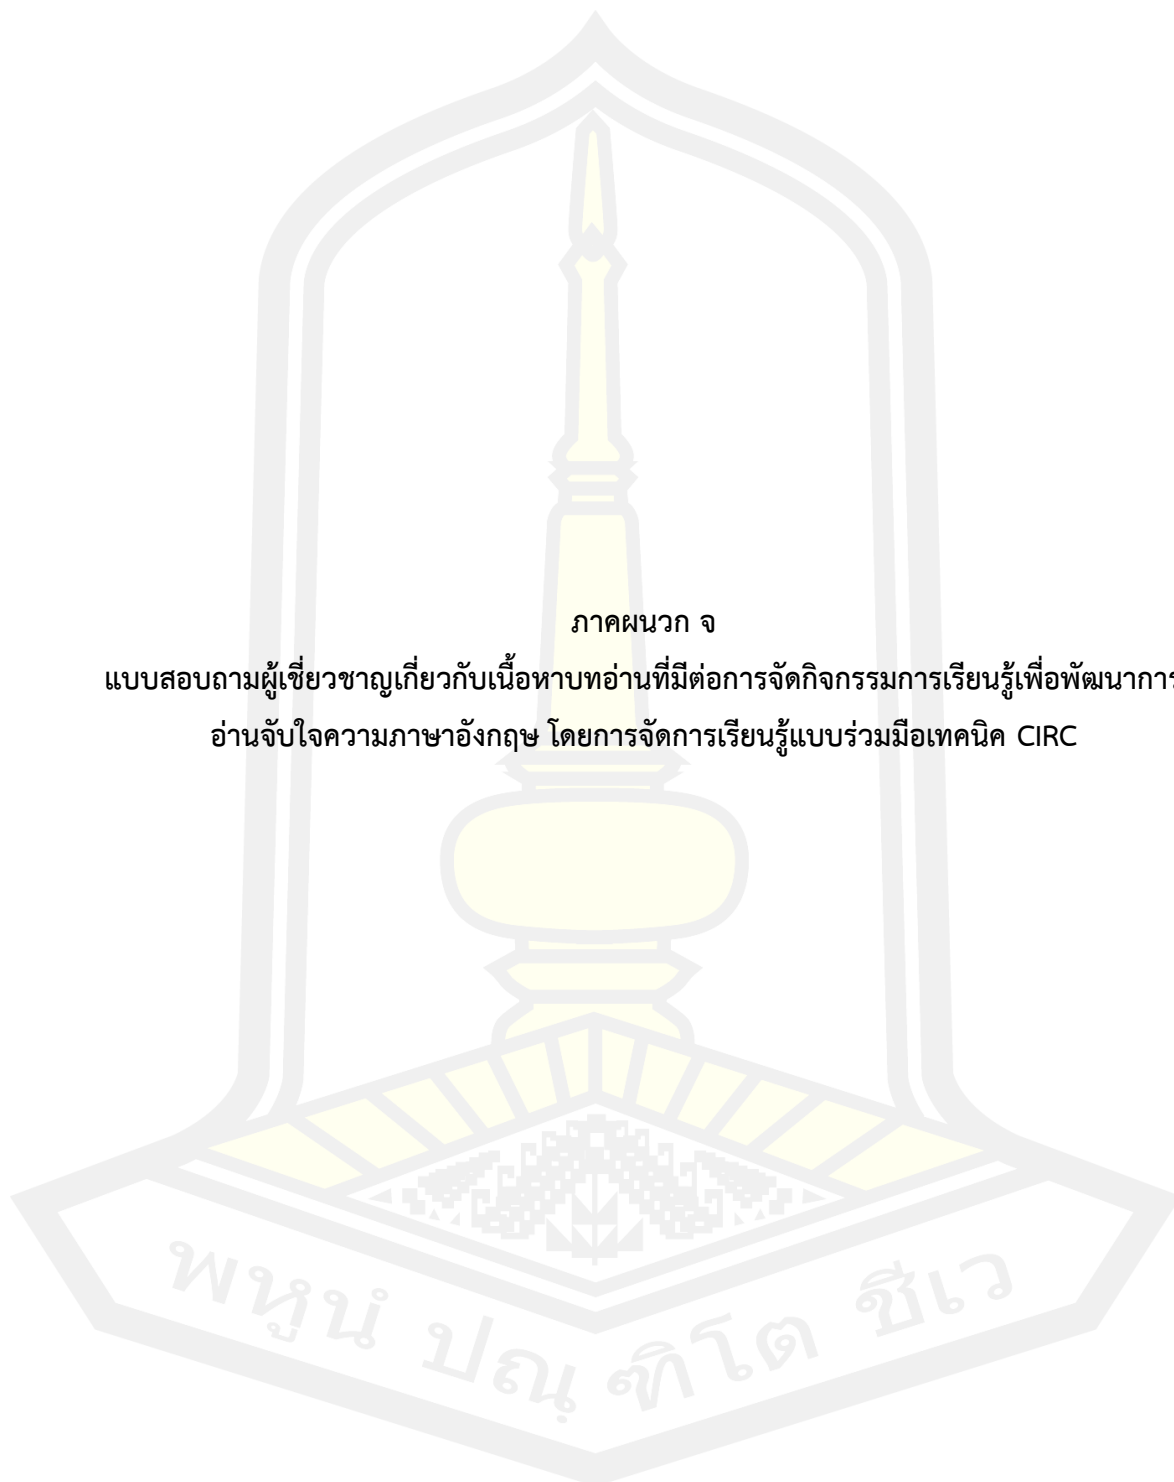 ภาคผนวก จ
แบบสอบถามผู้เชี่ยวชาญเกี่ยวกับเนื้อหาบทอ่านที่มีต่อการจัดกิจกรรมการเรียนรู้เพื่อพัฒนาการ
อ่านจับใจความภาษาอังกฤษ โดยการจัดการเรียนรู้แบบร่วมมือเทคนิค CIRC
พหูนํ ปณฺฑิโต ชีเว